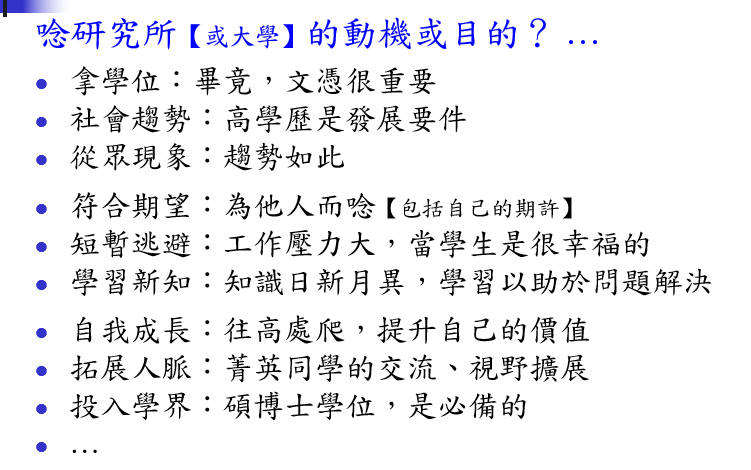 唸研究所【或大學】的動機或目的？…
• 拿學位：畢竟，文憑很重要
• 社會趨勢：高學歷是發展要件
• 從眾現象：趨勢如此
• 符合期望：為他人而唸【包括自己的期許】
• 短暫逃避：工作壓力大，當學生是很幸福的
• 學習新知：知識日新月異，學習以助於問題解決
• 自我成長：往高處爬，提升自己的價值
• 拓展人脈：菁英同學的交流、視野擴展
• 投入學界：碩博士學位，是必備的
• …